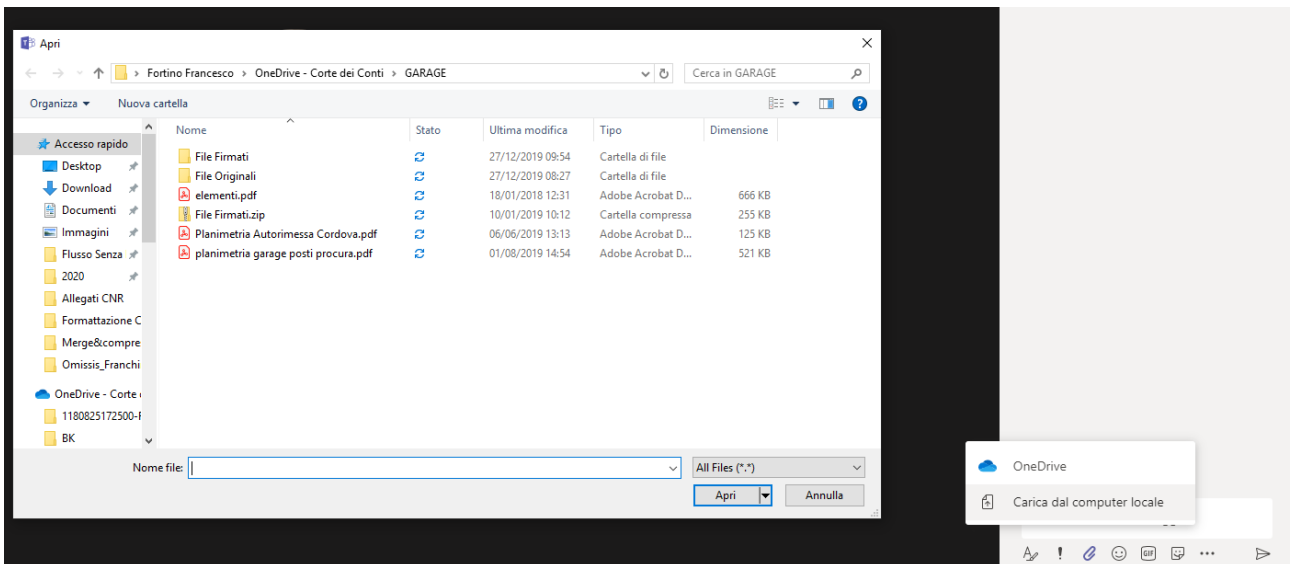 Apri
Fortino Francesco > OneDrive - Corte dei Conti > GARAGE
Cerca in GARAGE
Organizza
Nuova cartella
Nome
Stato
Ultima modifica
Tipo
Dimensione
Accesso rapido
Desktop
Download
Documenti
Immagini
Flusso Senza
2020
Allegati CNR
Formattazione C
Merge&compre
Omissis_Franchi
OneDrive - Corte
1180825172500-F
BK
File Firmati 27/12/2019 09:54 Cartella di file
File Originali 27/12/2019 08:27 Cartella di file
elementi.pdf 18/01/2018 12:31 Adobe Acrobat D... 666 KB
File Firmati.zip 10/01/2019 10:12 Cartella compressa 255 KB
Planimetria Autorimessa Cordova.pdf 06/06/2019 13:13 Adobe Acrobat D... 125 KB
planimetria garage posti procura.pdf 01/08/2019 14:54 Adobe Acrobat D... 521 KB
Nome file:
All Files (*.*)
Apri
Annulla
OneDrive
Carica dal computer locale
GIF